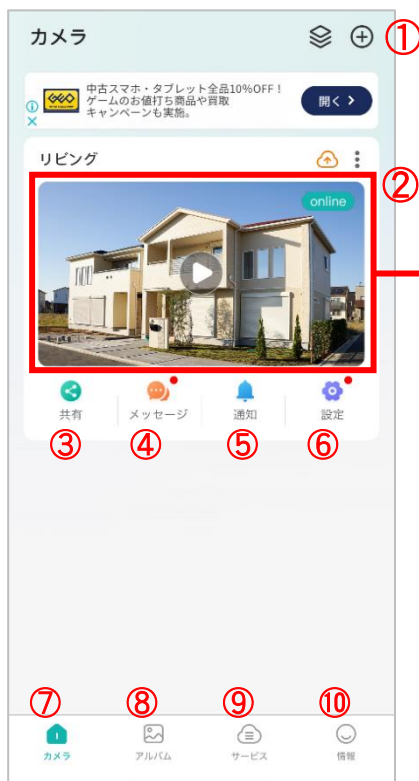 カメラ
①
GEO
中古スマホ・タブレット全品10%OFF！
ゲームのお値打ち商品や買取
キャンペーンも実施。
開く
リビング
②
online
共有
メッセージ
通知
設定
③
④
⑤
⑥
⑦
⑧
⑨
⑩
カメラ
アルバム
サービス
情報